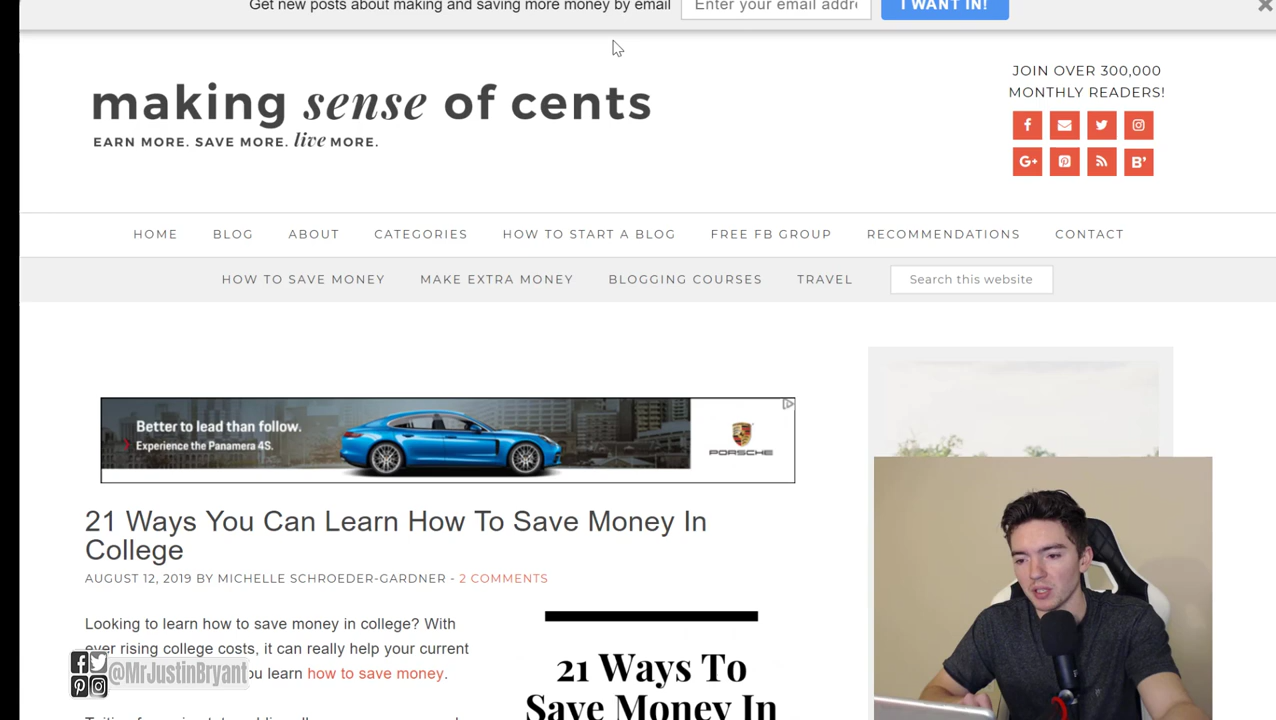 Get new posts about making and saving more money by email
Enter your email addre
I WANT IN!
making sense of cents
EARN MORE. SAVE MORE. live MORE.
JOIN OVER 300,000
MONTHLY READERS!
G+
B'
HOME BLOG ABOUT CATEGORIES HOW TO START A BLOG FREE FB GROUP RECOMMENDATIONS CONTACT
HOW TO SAVE MONEY MAKE EXTRA MONEY BLOGGING COURSES TRAVEL Search this website
Better to lead than follow.
Experience the Panamera 4S.
PORSCHE
21 Ways You Can Learn How To Save Money In
College
AUGUST 12, 2019 BY MICHELLE SCHROEDER-GARDNER - 2 COMMENTS
Looking to learn how to save money in college? With
ever rising college costs, it can really help your current
how to save money.
@MrJustinBryant
21 Ways To
Save Money In